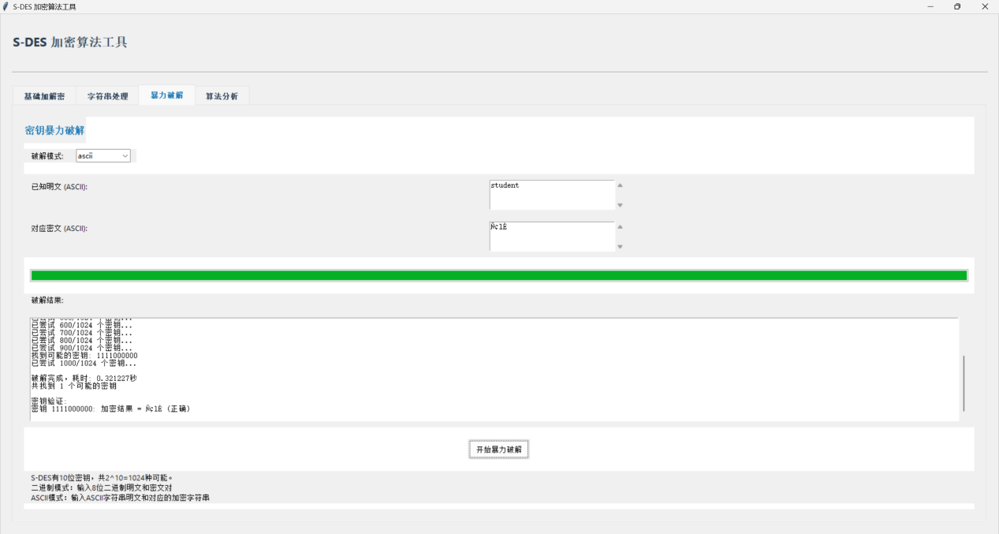 S-DES 加密算法工具
S-DES 加密算法工具
基础加解密 字符串处理 暴力破解 算法分析
密钥暴力破解
破解模式: ascii
已知明文 (ASCII): student
对应密文 (ASCII): Ñ¢lÈ
破解结果:
已尝试 600/1024 个密钥...
已尝试 700/1024 个密钥...
已尝试 800/1024 个密钥...
已尝试 900/1024 个密钥...
找到可能的密钥: 1111000000
已尝试 1000/1024 个密钥...
破解完成，耗时: 0.321227秒
共找到 1 个可能的密钥
密钥验证:
密钥 1111000000: 加密结果 = Ñ¢lÈ (正确)
开始暴力破解
S-DES有10位密钥，共2^10=1024种可能。
二进制模式：输入8位二进制明文和密文对
ASCII模式：输入ASCII字符串明文和对应的加密字符串